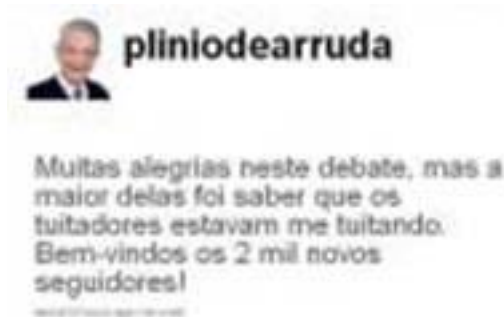 pliniodearruda
Muitas alegrias neste debate, mas a
maior delas foi saber que os
tuitadores estavam me tuitando.
Bem-vindos os 2 mil novos
seguidores!